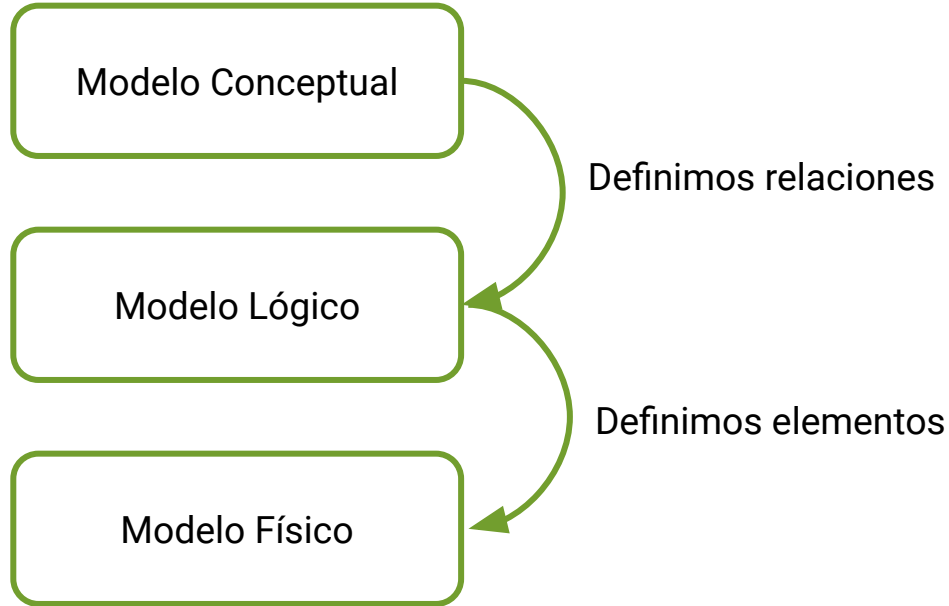 Modelo Conceptual
Definimos relaciones
Modelo Lógico
Definimos elementos
Modelo Físico